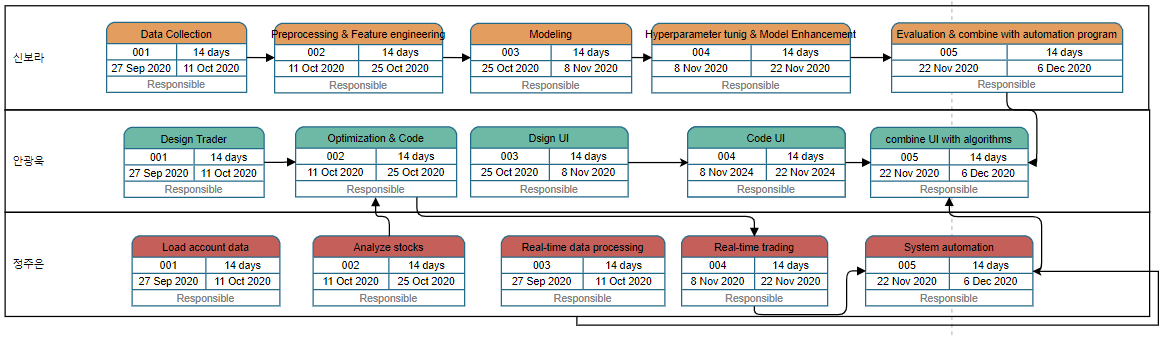 신보라
Data Collection
001 14 days
27 Sep 2020 11 Oct 2020
Responsible
Preprocessing & Feature engineering
002 14 days
11 Oct 2020 25 Oct 2020
Responsible
Modeling
003 14 days
25 Oct 2020 8 Nov 2020
Responsible
Hyperparameter tunig & Model Enhancement
004 14 days
8 Nov 2020 22 Nov 2020
Responsible
Evaluation & combine with automation program
005 14 days
22 Nov 2020 6 Dec 2020
Responsible
안광욱
Design Trader
001 14 days
27 Sep 2020 11 Oct 2020
Responsible
Optimization & Code
002 14 days
11 Oct 2020 25 Oct 2020
Responsible
Dsign UI
003 14 days
25 Oct 2020 8 Nov 2020
Responsible
Code UI
004 14 days
8 Nov 2024 22 Nov 2024
Responsible
combine UI with algorithms
005 14 days
22 Nov 2020 6 Dec 2020
Responsible
정주은
Load account data
001 14 days
27 Sep 2020 11 Oct 2020
Responsible
Analyze stocks
002 14 days
11 Oct 2020 25 Oct 2020
Responsible
Real-time data processing
003 14 days
27 Sep 2020 11 Oct 2020
Responsible
Real-time trading
004 14 days
8 Nov 2020 22 Nov 2020
Responsible
System automation
005 14 days
22 Nov 2020 6 Dec 2020
Responsible